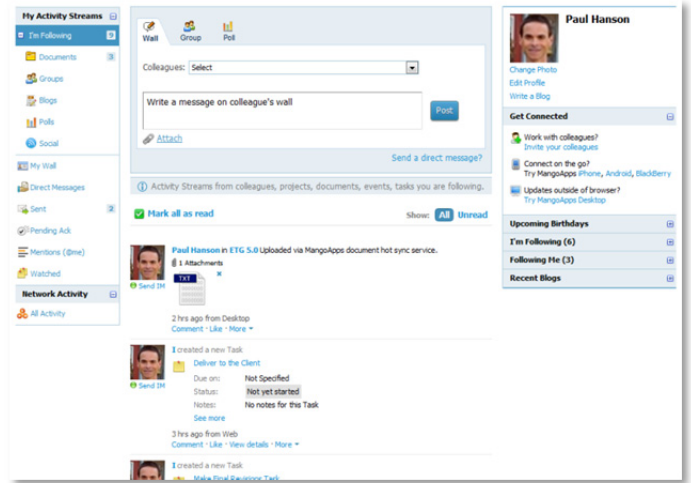 My Activity Streams
I'm Following 9
Documents 3
Groups
Blogs
Polls
Social
My Wall
Direct Messages
Sent 2
Pending Ack
Mentions (@me)
Watched
Network Activity
All Activity
Wall
Group
Poll
Colleagues: Select
Write a message on colleague's wall
Post
Attach
Send a direct message?
Activity Streams from colleagues, projects, documents, events, tasks you are following.
Mark all as read
Show: All Unread
Paul Hanson in ETG 5.0 Uploaded via MangoApps document hot sync service.
1 Attachments
TXT
Send IM
2 hrs ago from Desktop
Comment · Like · More
I created a new Task
Deliver to the Client
Send IM
Due on: Not Specified
Status: Not yet started
Notes: No notes for this Task
See more
3 hrs ago from Web
Comment · Like · View details · More
I created a new Task
Make Final Revisions Task
Paul Hanson
Change Photo
Edit Profile
Write a Blog
Get Connected
Work with colleagues?
Invite your colleagues
Connect on the go?
Try MangoApps iPhone, Android, BlackBerry
Updates outside of browser?
Try MangoApps Desktop
Upcoming Birthdays
I'm Following (6)
Following Me (3)
Recent Blogs